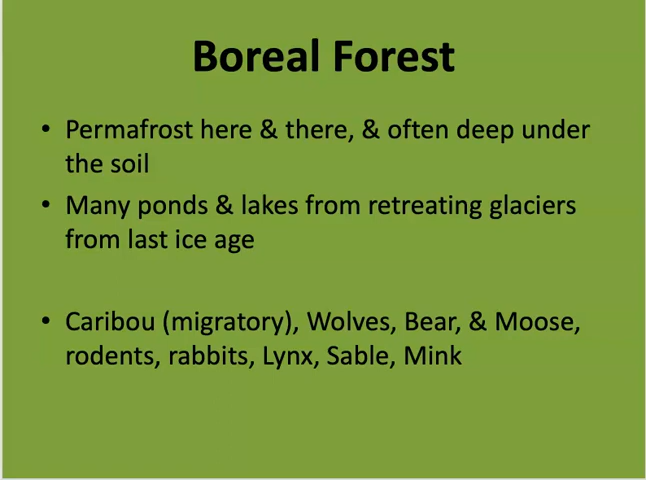 Boreal Forest
• Permafrost here & there, & often deep under
the soil
• Many ponds & lakes from retreating glaciers
from last ice age
• Caribou (migratory), Wolves, Bear, & Moose,
rodents, rabbits, Lynx, Sable, Mink